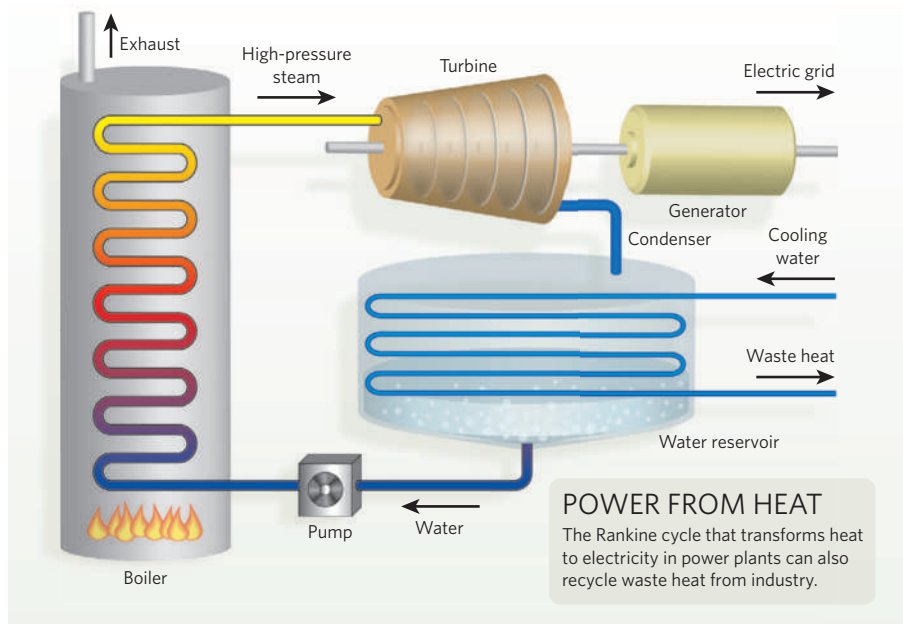 Exhaust
High-pressure
steam
Turbine
Electric grid
Generator
Condenser
Cooling
water
Waste heat
Water reservoir
Pump
Water
Boiler
POWER FROM HEAT
The Rankine cycle that transforms heat
to electricity in power plants can also
recycle waste heat from industry.